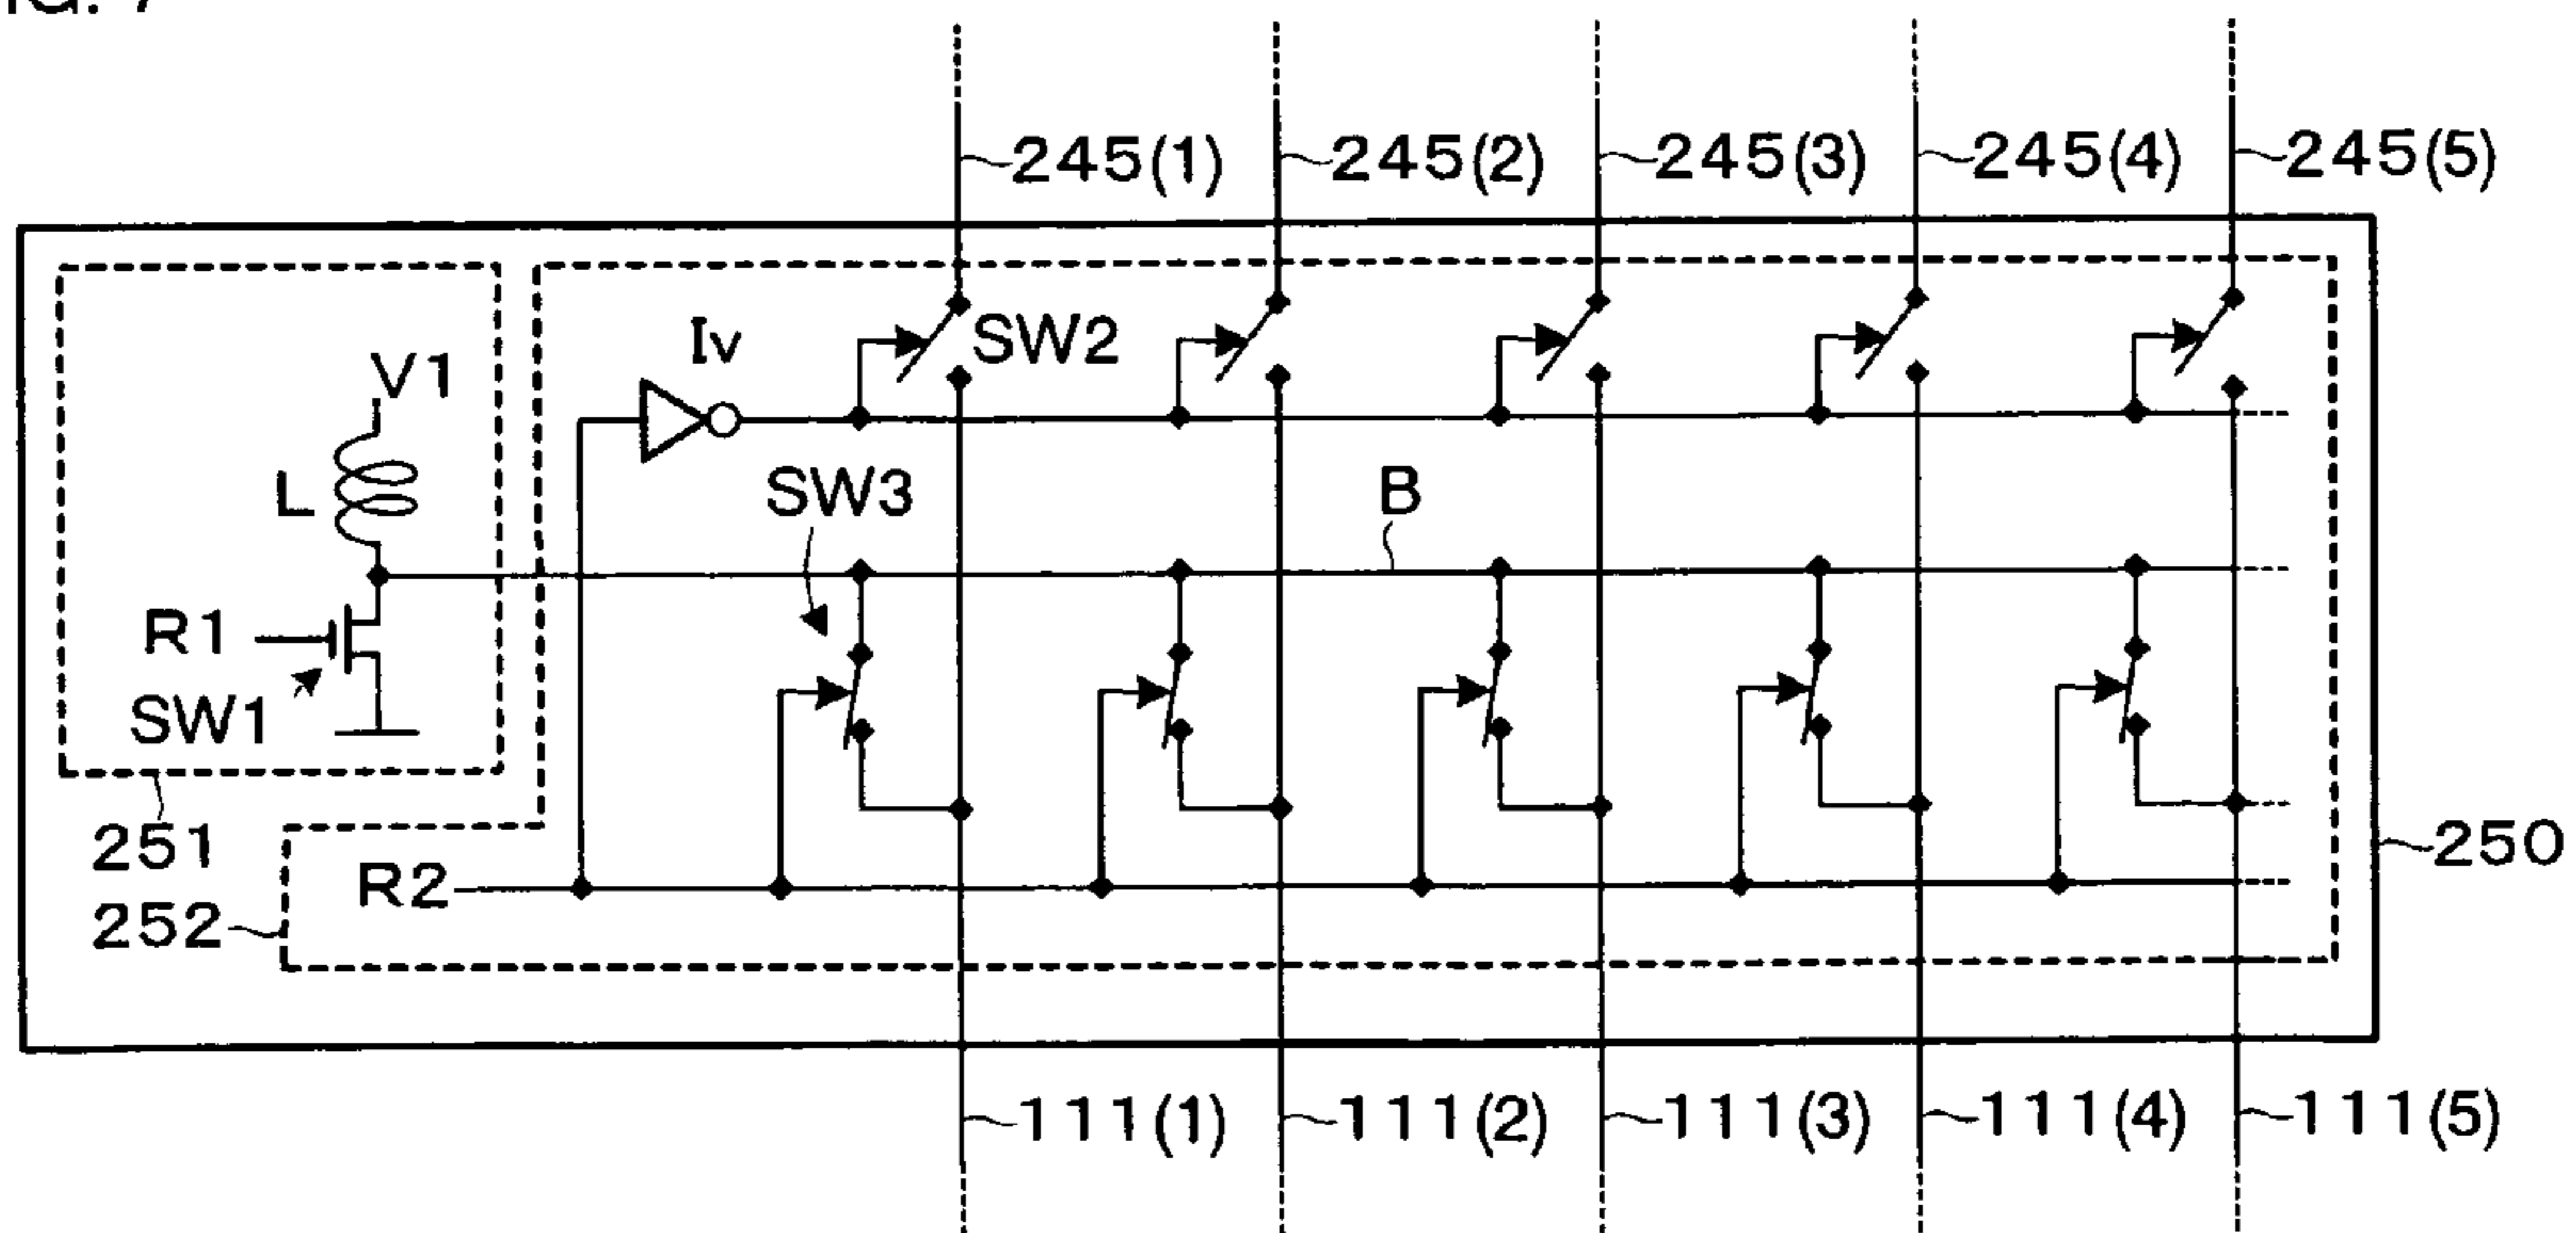 245(1) 245(2) 245(3) 245(4) 245(5)
Iv SW2
V1
L SW3 B
R1
SW1
251 250
R2
252
111(1) 111(2) 111(3) 111(4) 111(5)